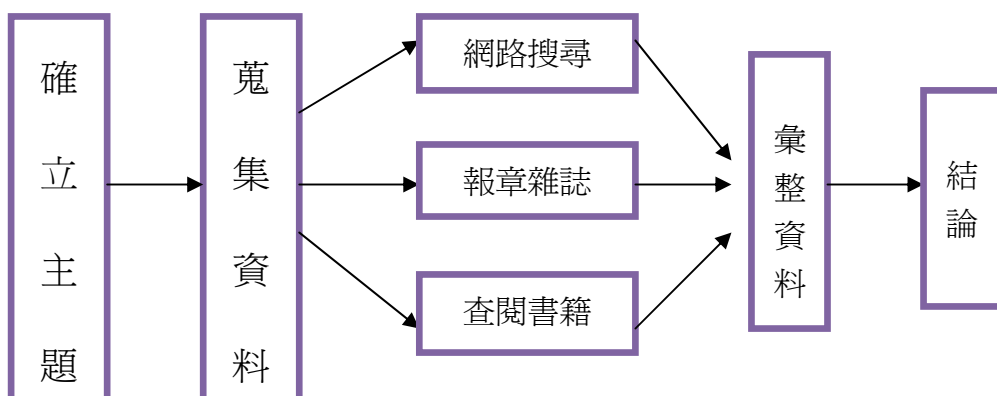 確立主題
蒐集資料
網路搜尋
報章雜誌
查閱書籍
彙整資料
結論